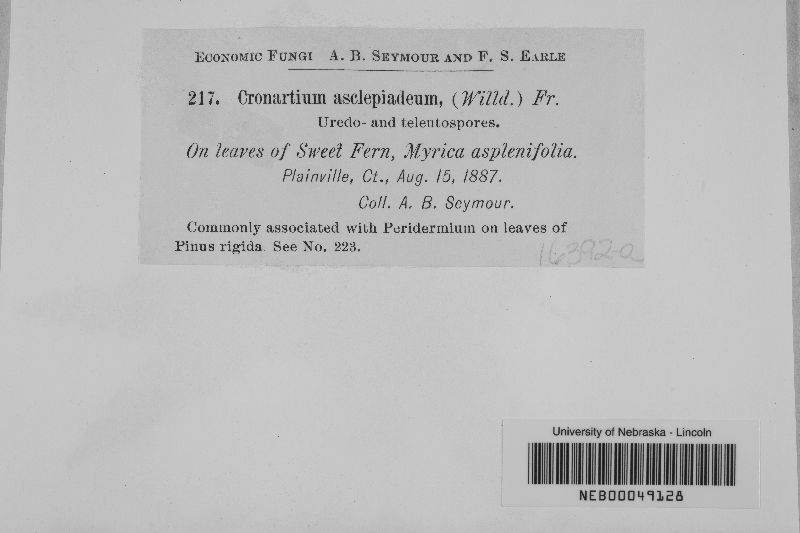 ECONOMIC FUNGI A. B. SEYMOUR AND F. S. EARLE
217. Cronartium asclepiadeum, (Willd.) Fr.
Uredo- and teleutospores.
On leaves of Sweet Fern, Myrica asplenifolia.
Plainville, Ct., Aug. 15, 1887.
Coll. A. B. Seymour.
Commonly associated with Peridermium on leaves of
Pinus rigida. See No. 223.
16392a
University of Nebraska - Lincoln
NEB00049128